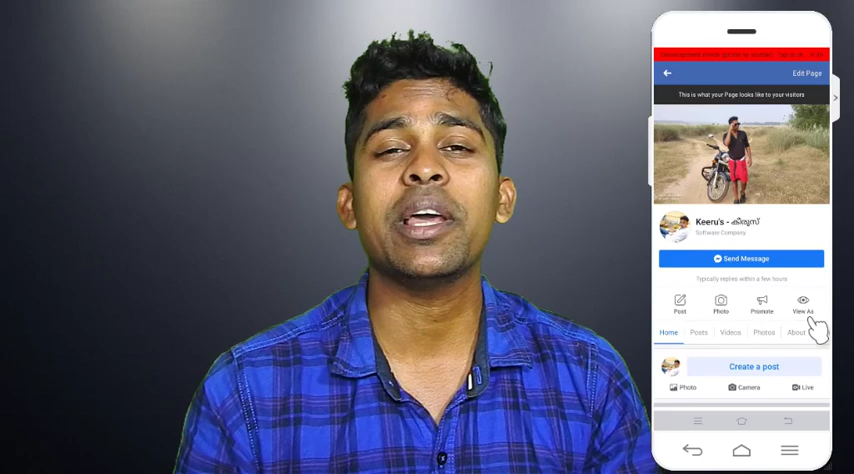 Edit Page
This is what your Page looks like to your visitors
Keeru's - കീരൂസ്
Software Company
Send Message
Typically replies within a few hours
Post
Photo
Promote
View As
Home
Posts
Videos
Photos
About
Create a post
Photo
Camera
Live